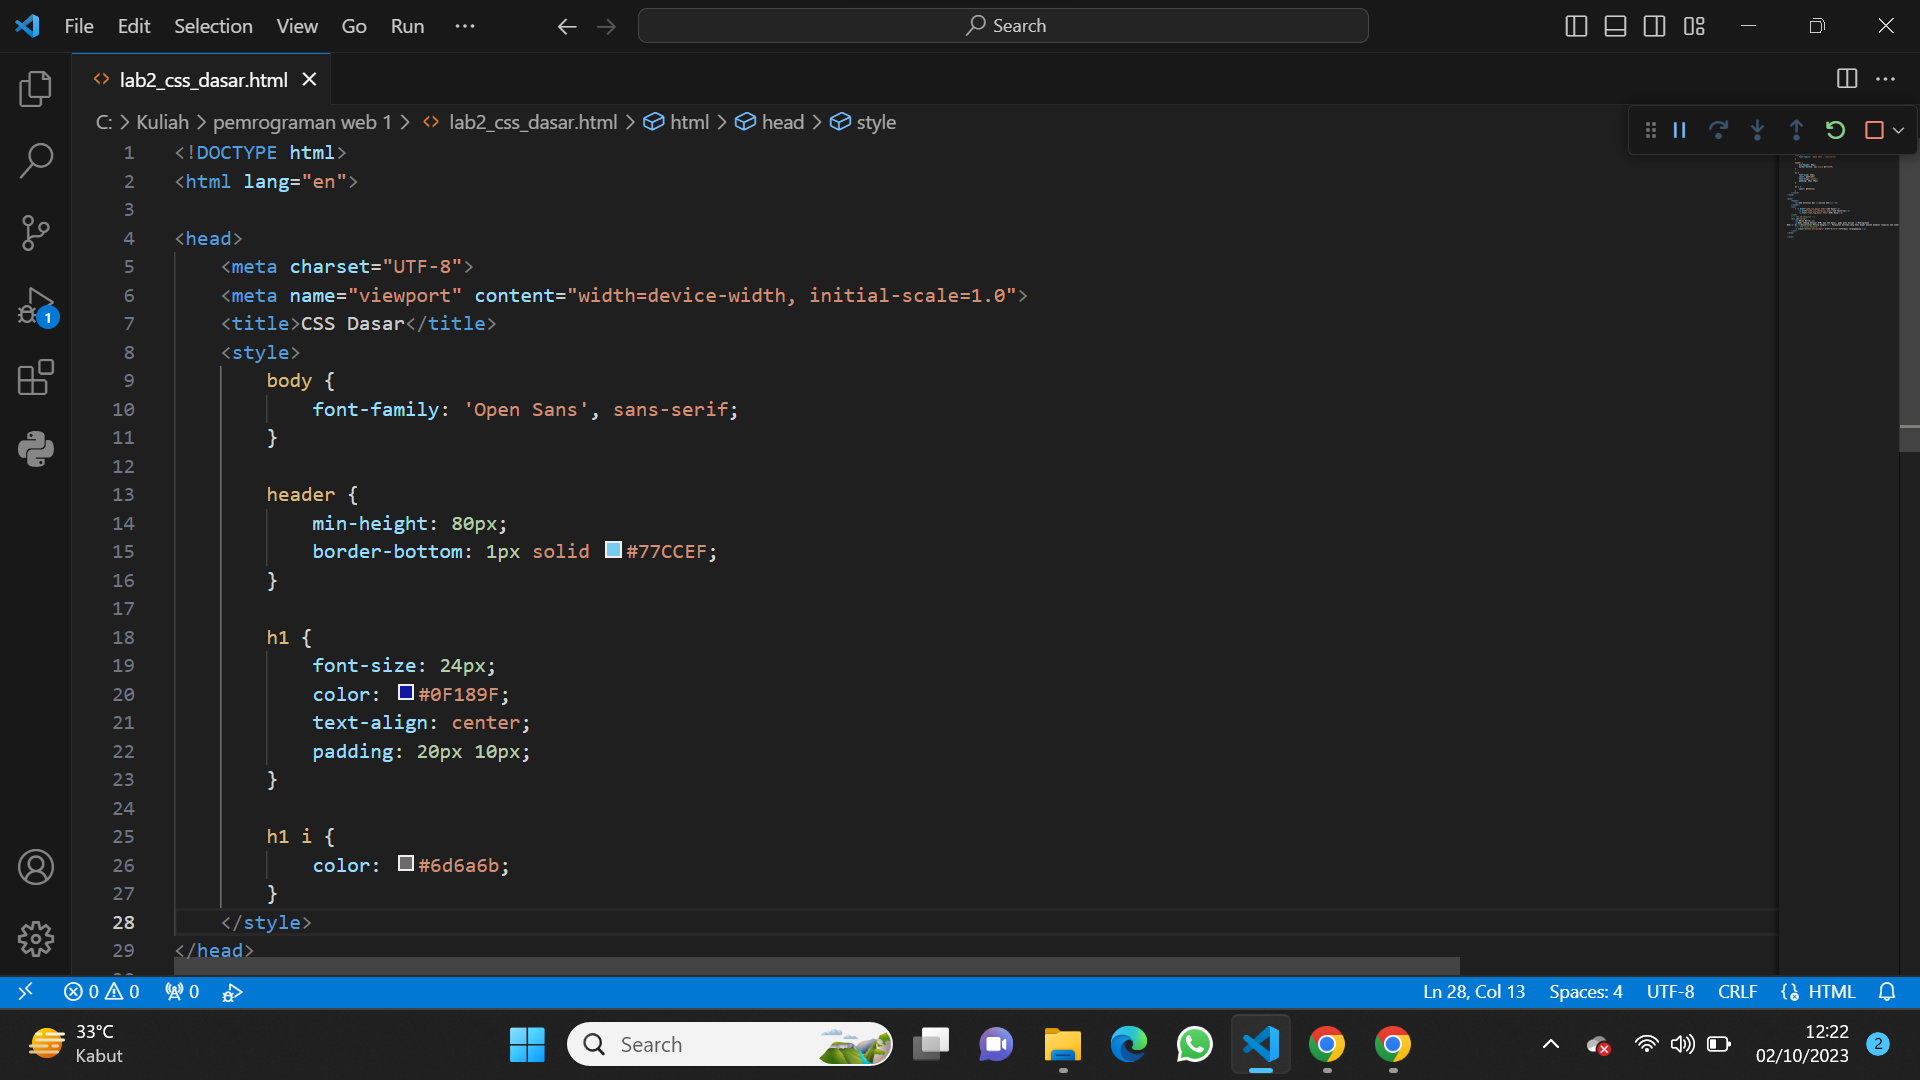 File Edit Selection View Go Run ... Search
lab2_css_dasar.html
C: > Kuliah > pemrograman web 1 > lab2_css_dasar.html > html > head > style
1 <!DOCTYPE html>
2 <html lang="en">
3
4 <head>
5 <meta charset="UTF-8">
6 <meta name="viewport" content="width=device-width, initial-scale=1.0">
7 <title>CSS Dasar</title>
8 <style>
9 body {
10 font-family: 'Open Sans', sans-serif;
11 }
12
13 header {
14 min-height: 80px;
15 border-bottom: 1px solid #77CCEF;
16 }
17
18 h1 {
19 font-size: 24px;
20 color: #0F189F;
21 text-align: center;
22 padding: 20px 10px;
23 }
24
25 h1 i {
26 color: #6d6a6b;
27 }
28 </style>
29 </head>
1
0 0 0 Ln 28, Col 13 Spaces: 4 UTF-8 CRLF HTML
33°C
Kabut
Search
12:22
02/10/2023
2